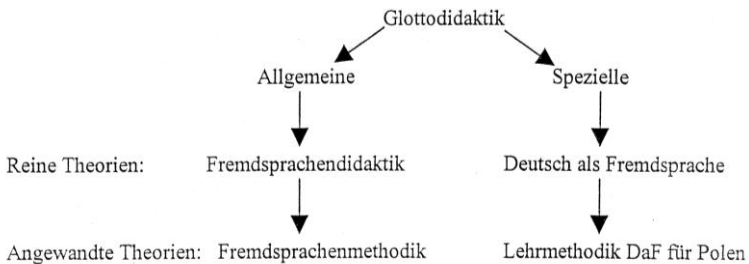 Glottodidaktik
Allgemeine Spezielle
Reine Theorien: Fremdsprachendidaktik Deutsch als Fremdsprache
Angewandte Theorien: Fremdsprachenmethodik Lehrmethodik DaF für Polen